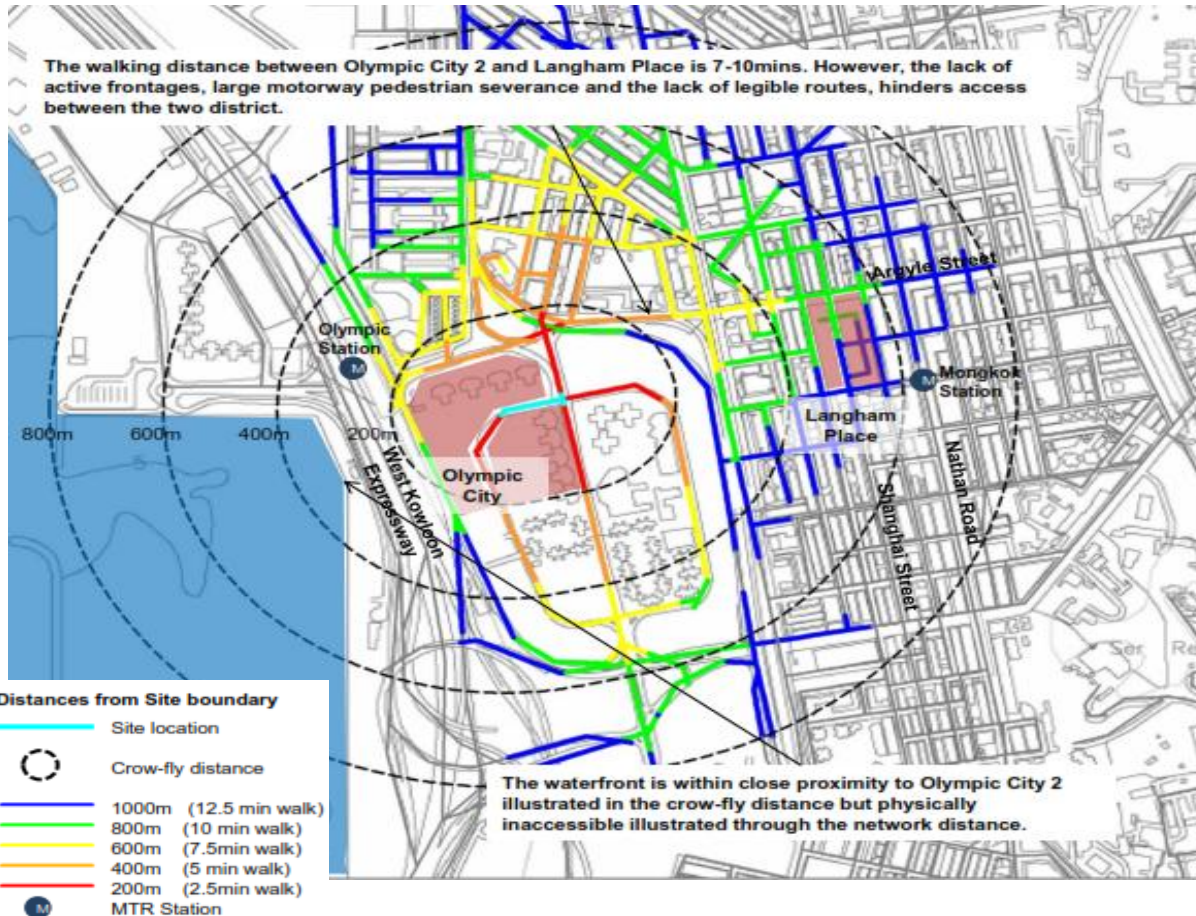 The walking distance between Olympic City 2 and Langham Place is 7-10mins. However, the lack of
active frontages, large motorway pedestrian severance and the lack of legible routes, hinders access
between the two district.
Argyle Street
Olympic
Station
M
M
Mongkok
Station
800m
600m
400m
200m
Langham
Place
West Kowloon
Expressway
Olympic
City
Nathan Road
Shanghai Street
Ser
Re
Distances from Site boundary
Site location
Crow-fly distance
1000m (12.5 min walk)
800m (10 min walk)
600m (7.5min walk)
400m (5 min walk)
200m (2.5min walk)
M
MTR Station
The waterfront is within close proximity to Olympic City 2
illustrated in the crow-fly distance but physically
inaccessible illustrated through the network distance.